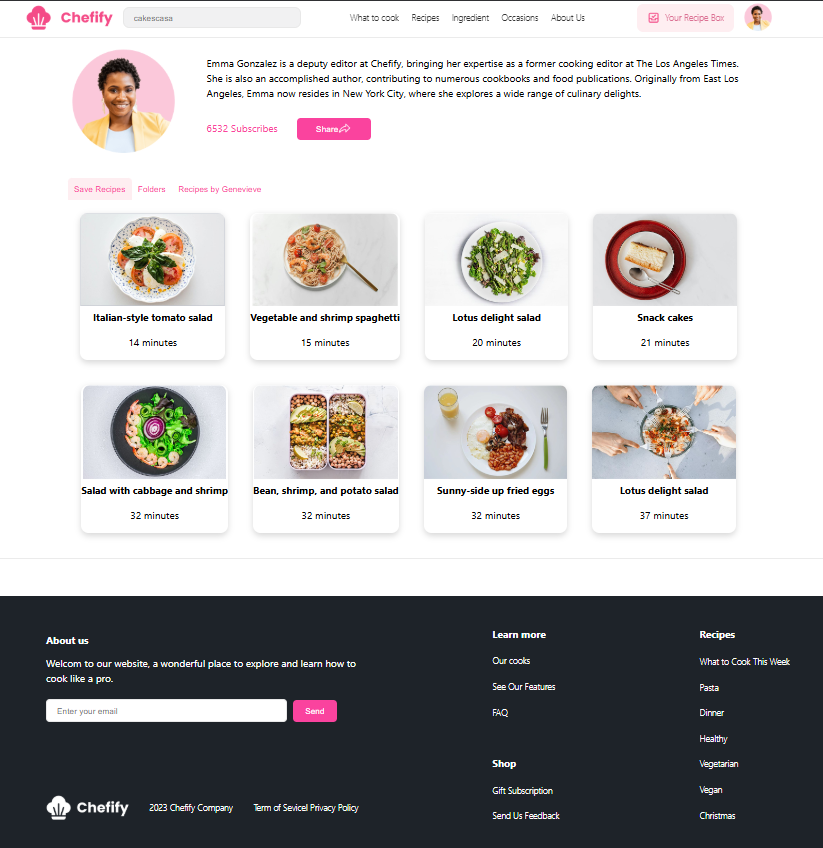 Chefify
cakescasa
What to cook
Recipes
Ingredient
Occasions
About Us
Your Recipe Box
Emma Gonzalez is a deputy editor at Chefify, bringing her expertise as a former cooking editor at The Los Angeles Times.
She is also an accomplished author, contributing to numerous cookbooks and food publications. Originally from East Los
Angeles, Emma now resides in New York City, where she explores a wide range of culinary delights.
6532 Subscribes
Share
Save Recipes
Folders
Recipes by Genevieve
Italian-style tomato salad
14 minutes
Vegetable and shrimp spaghetti
15 minutes
Lotus delight salad
20 minutes
Snack cakes
21 minutes
Salad with cabbage and shrimp
32 minutes
Bean, shrimp, and potato salad
32 minutes
Sunny-side up fried eggs
32 minutes
Lotus delight salad
37 minutes
About us
Welcom to our website, a wonderful place to explore and learn how to
cook like a pro.
Enter your email
Send
Chefify
2023 Chefify Company
Term of Sevicel Privacy Policy
Learn more
Our cooks
See Our Features
FAQ
Shop
Gift Subscription
Send Us Feedback
Recipes
What to Cook This Week
Pasta
Dinner
Healthy
Vegetarian
Vegan
Christmas